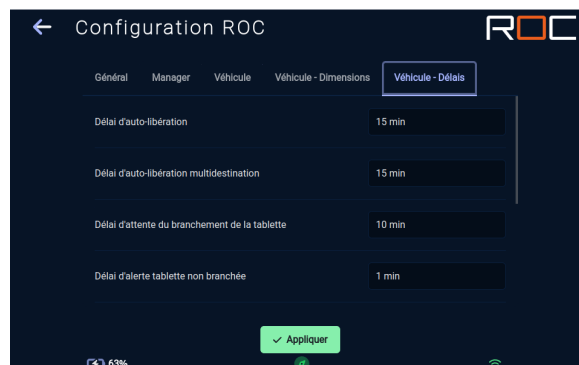 Configuration ROC
ROC
Général Manager Véhicule Véhicule - Dimensions Véhicule - Délais
Délai d'auto-libération 15 min
Délai d'auto-libération multidestination 15 min
Délai d'attente du branchement de la tablette 10 min
Délai d'alerte tablette non branchée 1 min
Appliquer
63%